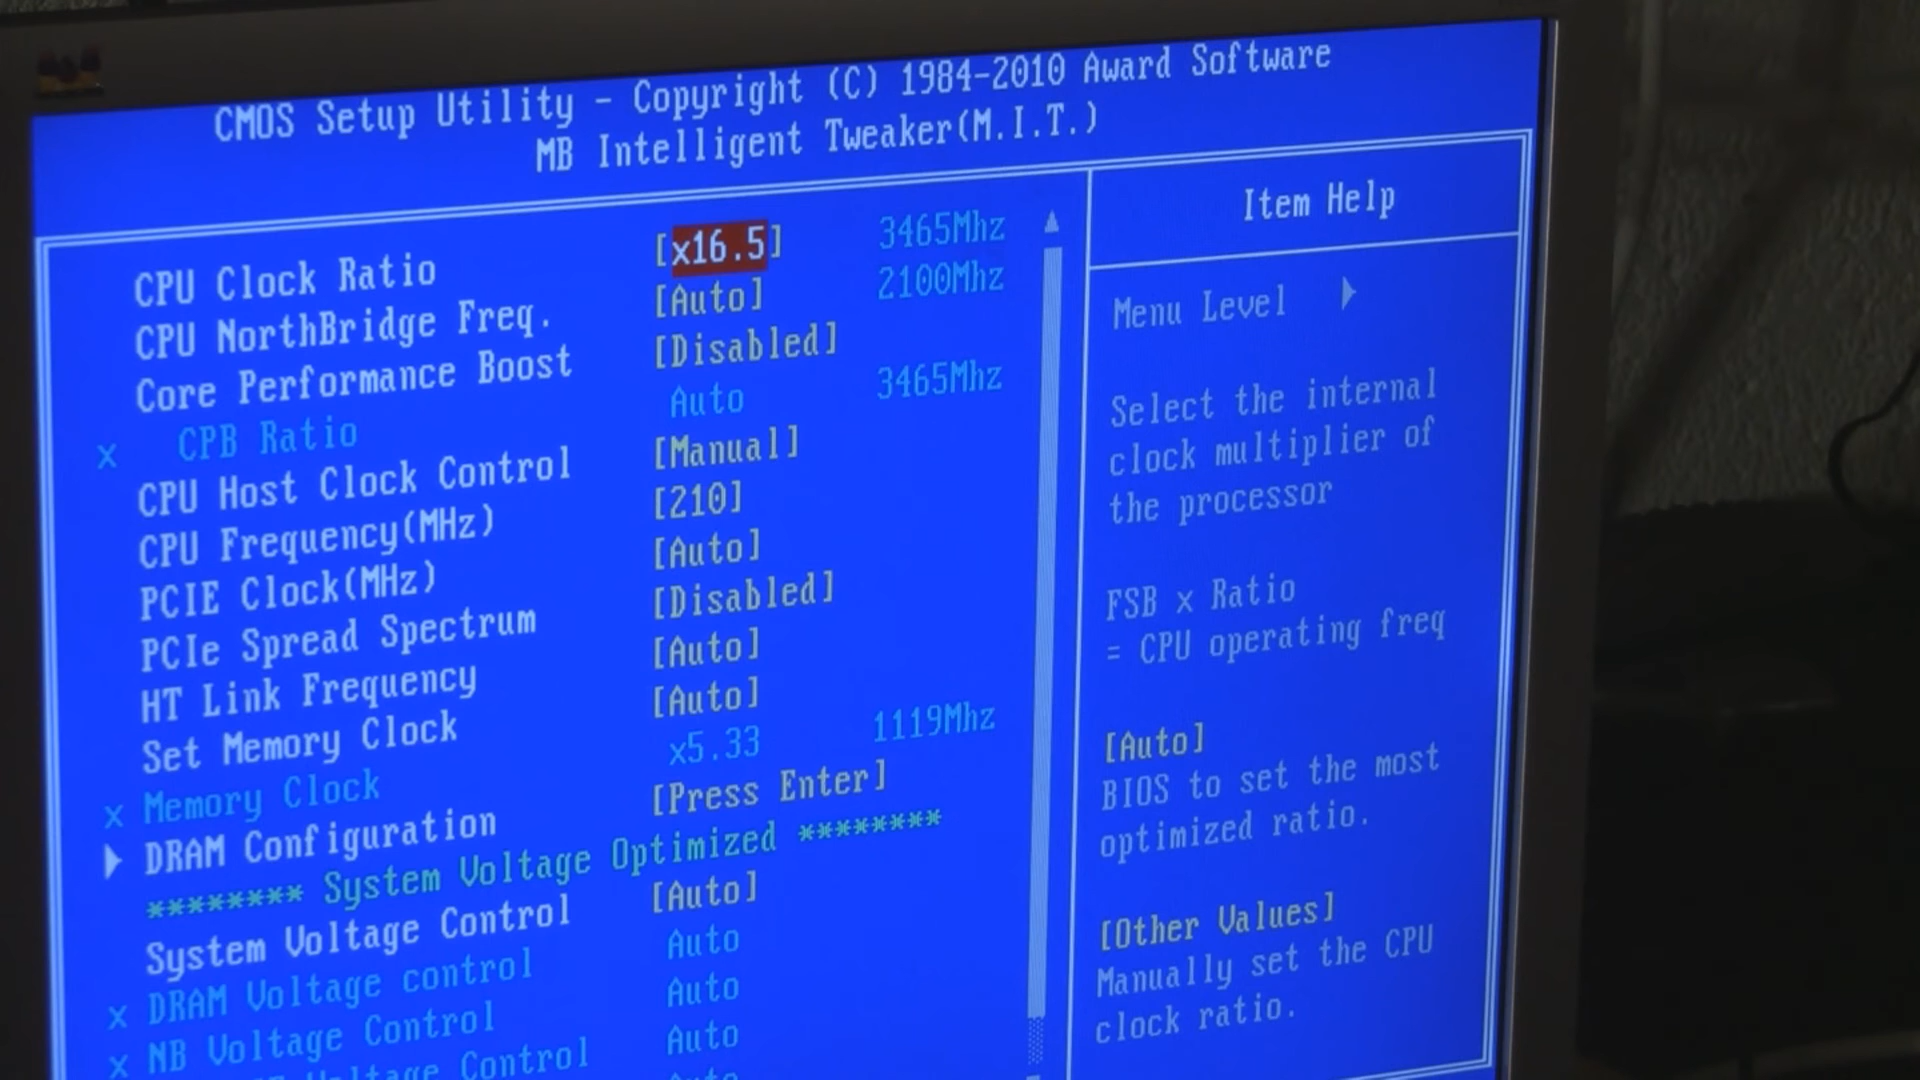 CMOS Setup Utility - Copyright (C) 1984-2010 Award Software
MB Intelligent Tweaker(M.I.T.)
CPU Clock Ratio [x16.5] 3465Mhz
CPU NorthBridge Freq. [Auto] 2100Mhz
Core Performance Boost [Disabled]
x CPB Ratio Auto 3465Mhz
CPU Host Clock Control [Manual]
CPU Frequency(MHz) [210]
PCIE Clock(MHz) [Auto]
PCIe Spread Spectrum [Disabled]
HT Link Frequency [Auto]
Set Memory Clock [Auto]
x Memory Clock x5.33 1119Mhz
DRAM Configuration [Press Enter]
******** System Voltage Optimized ********
System Voltage Control [Auto]
x DRAM Voltage control Auto
x NB Voltage Control Auto
Voltage Control Auto
Auto
Item Help
Menu Level
Select the internal
clock multiplier of
the processor
FSB x Ratio
= CPU operating freq
[Auto]
BIOS to set the most
optimized ratio.
[Other Values]
Manually set the CPU
clock ratio.